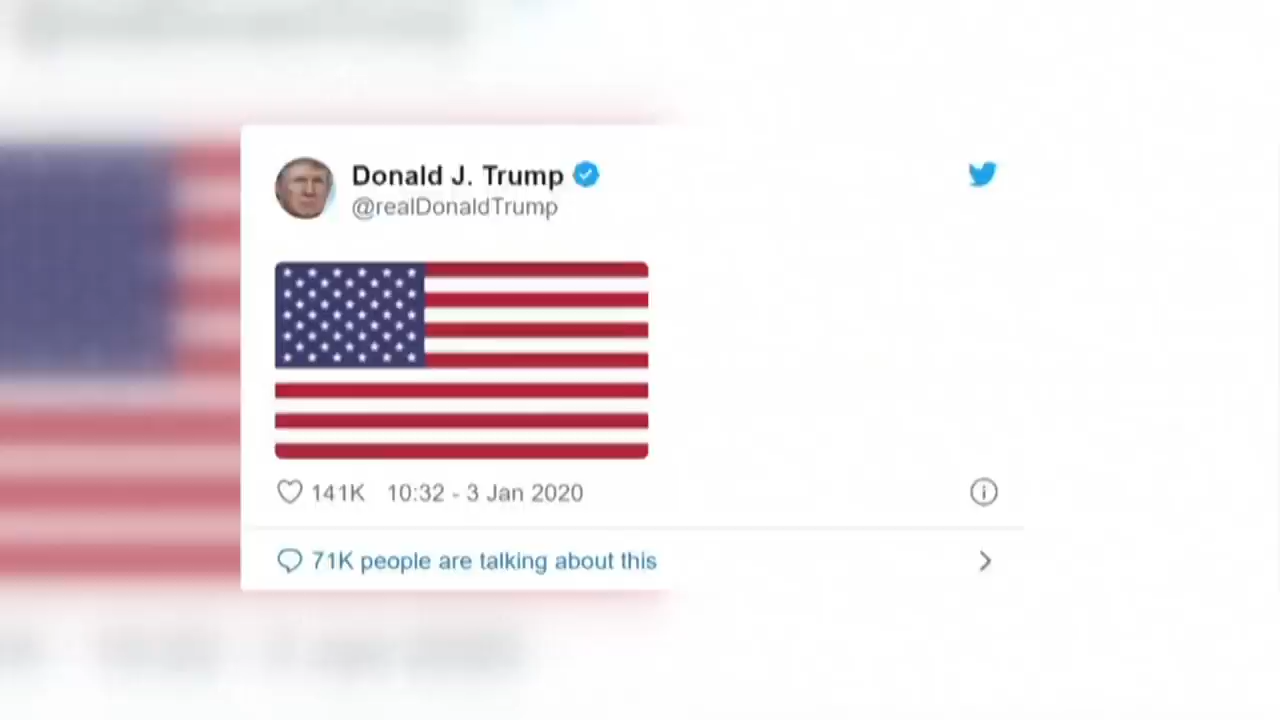 Donald J. Trump
@realDonaldTrump
141K 10:32 - 3 Jan 2020
71K people are talking about this